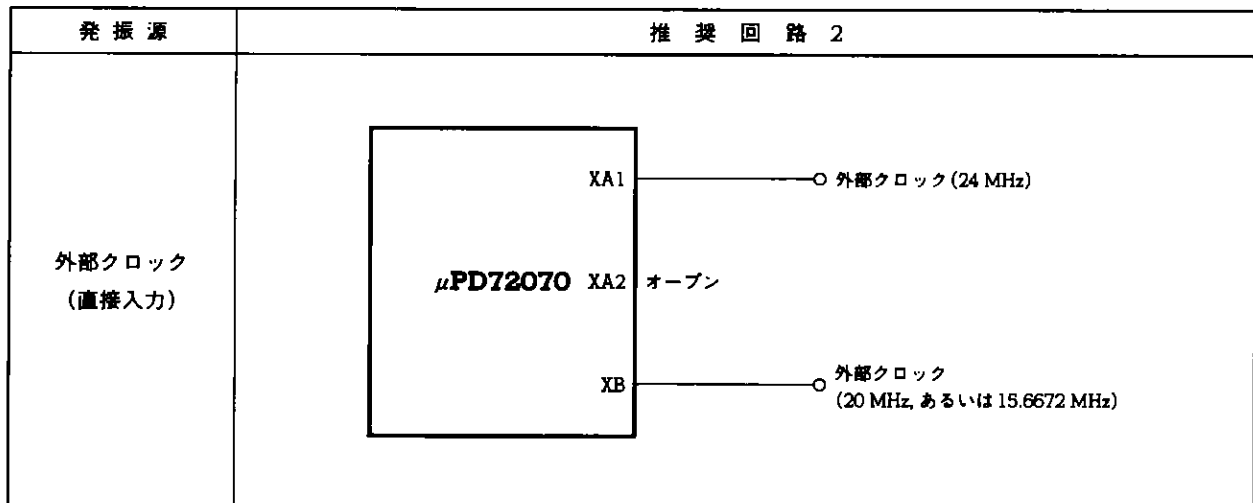 発振源
推奨回路2
外部クロック
(直接入力)
μPD72070
XA1
外部クロック(24 MHz)
XA2
オープン
XB
外部クロック
(20 MHz, あるいは 15.6672 MHz)